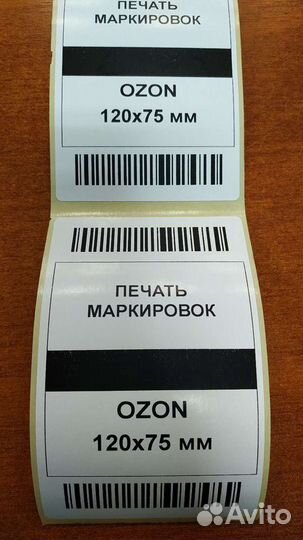 ПЕЧАТЬ
МАРКИРОВОК
OZON
120x75 мм
ПЕЧАТЬ
МАРКИРОВОК
OZON
120x75 мм
Avito